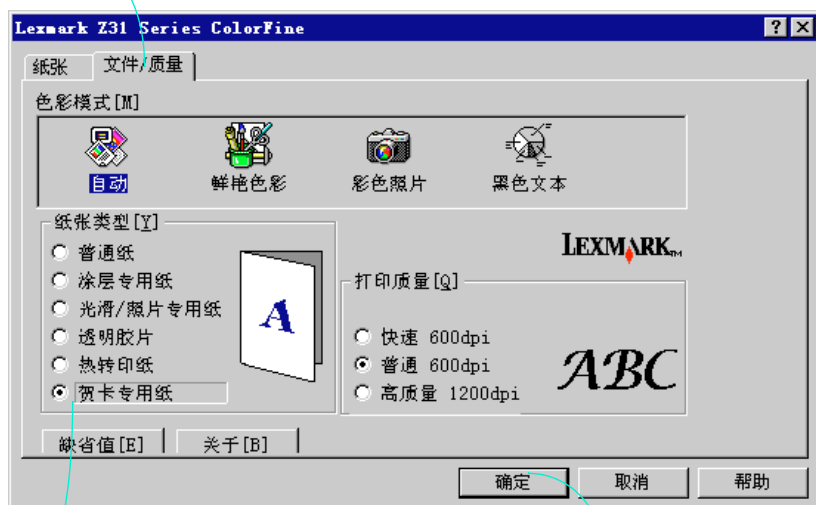 Lexmark Z31 Series ColorFine
纸张 文件/质量
色彩模式[M]
自动 鲜艳色彩 彩色照片 黑色文本
纸张类型[Y]
普通纸
涂层专用纸
光滑/照片专用纸
透明胶片
热转印纸
贺卡专用纸
A
LEXMARK™
打印质量[Q]
快速 600dpi
普通 600dpi
高质量 1200dpi
ABC
缺省值[E] 关于[B]
确定 取消 帮助